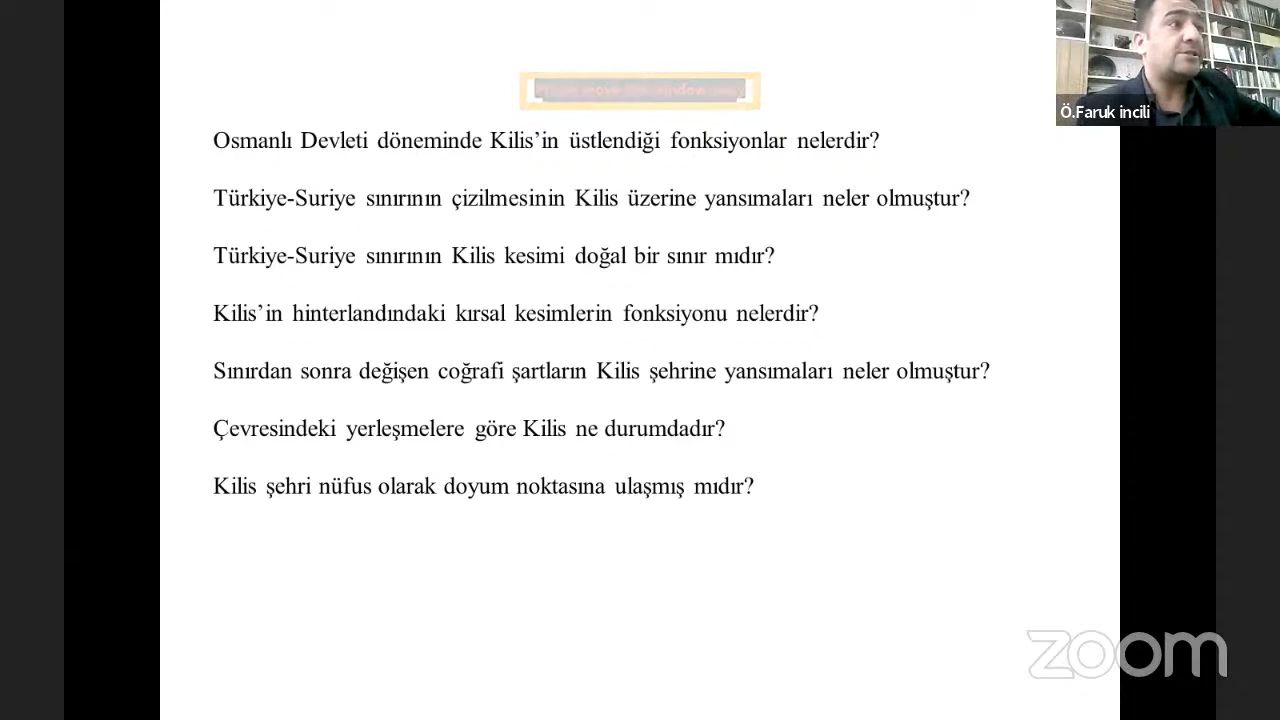 Osmanlı Devleti döneminde Kilis’in üstlendiği fonksiyonlar nelerdir?
Türkiye-Suriye sınırının çizilmesinin Kilis üzerine yansımaları neler olmuştur?
Türkiye-Suriye sınırının Kilis kesimi doğal bir sınır mıdır?
Kilis’in hinterlandındaki kırsal kesimlerin fonksiyonu nelerdir?
Sınırdan sonra değişen coğrafi şartların Kilis şehrine yansımaları neler olmuştur?
Çevresindeki yerleşmelere göre Kilis ne durumdadır?
Kilis şehri nüfus olarak doyum noktasına ulaşmış mıdır?
Ö.Faruk incili
zoom